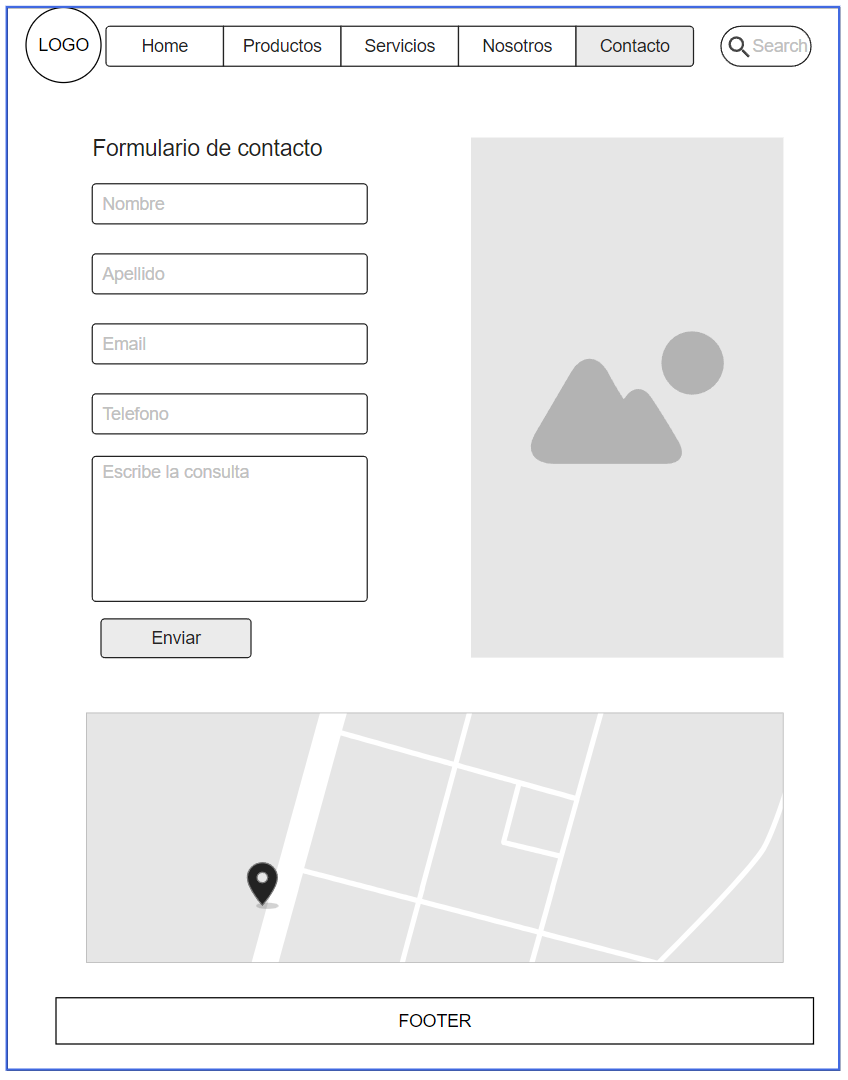 LOGO
Home
Productos
Servicios
Nosotros
Contacto
Search
Formulario de contacto
Nombre
Apellido
Email
Telefono
Escribe la consulta
Enviar
FOOTER